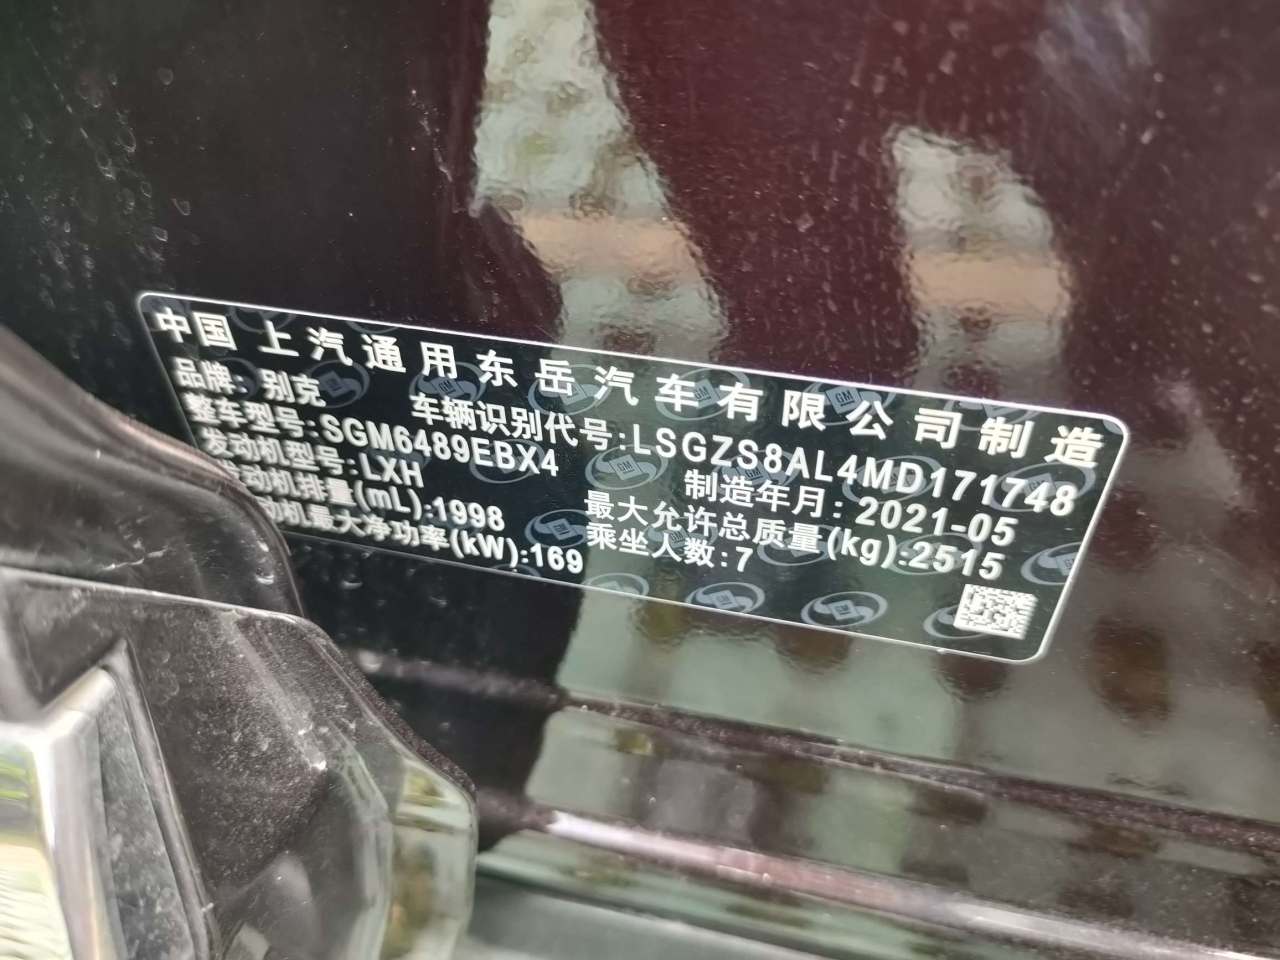 中国 上汽通用东岳汽车有限公司制造
品牌: 别克
车辆识别代号:LSGZS8AL4MD171748
整车型号:SGM6489EBX4
制造年月: 2021-05
发动机型号:LXH
最大允许总质量(kg):2515
发动机排量(mL):1998
乘坐人数:7
动机最大净功率(kW):169
GM